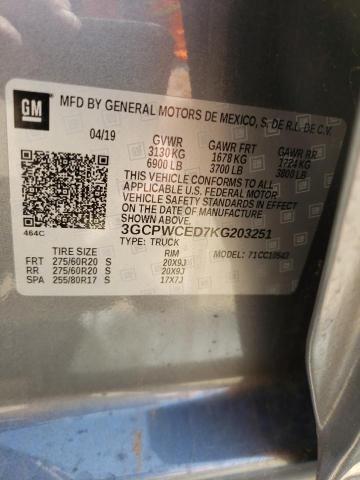 GM MFD BY GENERAL MOTORS DE MEXICO, S. DE R.L. DE C.V.
04/19 GVWR GAWR FRT GAWR RR
3130 KG 1678 KG 1724 KG
6900 LB 3700 LB 3800 LB
THIS VEHICLE CONFORMS TO ALL
APPLICABLE U.S. FEDERAL MOTOR
VEHICLE SAFETY STANDARDS IN EFFECT
ON THE DATE OF MANUFACTURE
SHOWN ABOVE.
3GCPWCED7KG203251
464C TYPE: TRUCK MODEL: 71CC10543
TIRE SIZE RIM
FRT 275/60R20 S 20X9J
RR 275/60R20 S 20X9J
SPA 255/80R17 S 17X7J